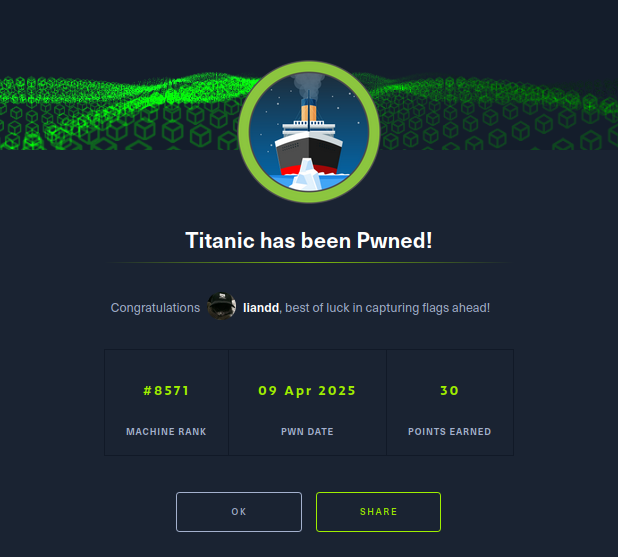 Titanic has been Pwned!
Congratulations liandd, best of luck in capturing flags ahead!
#8571 09 Apr 2025 30
MACHINE RANK PWN DATE POINTS EARNED
OK SHARE